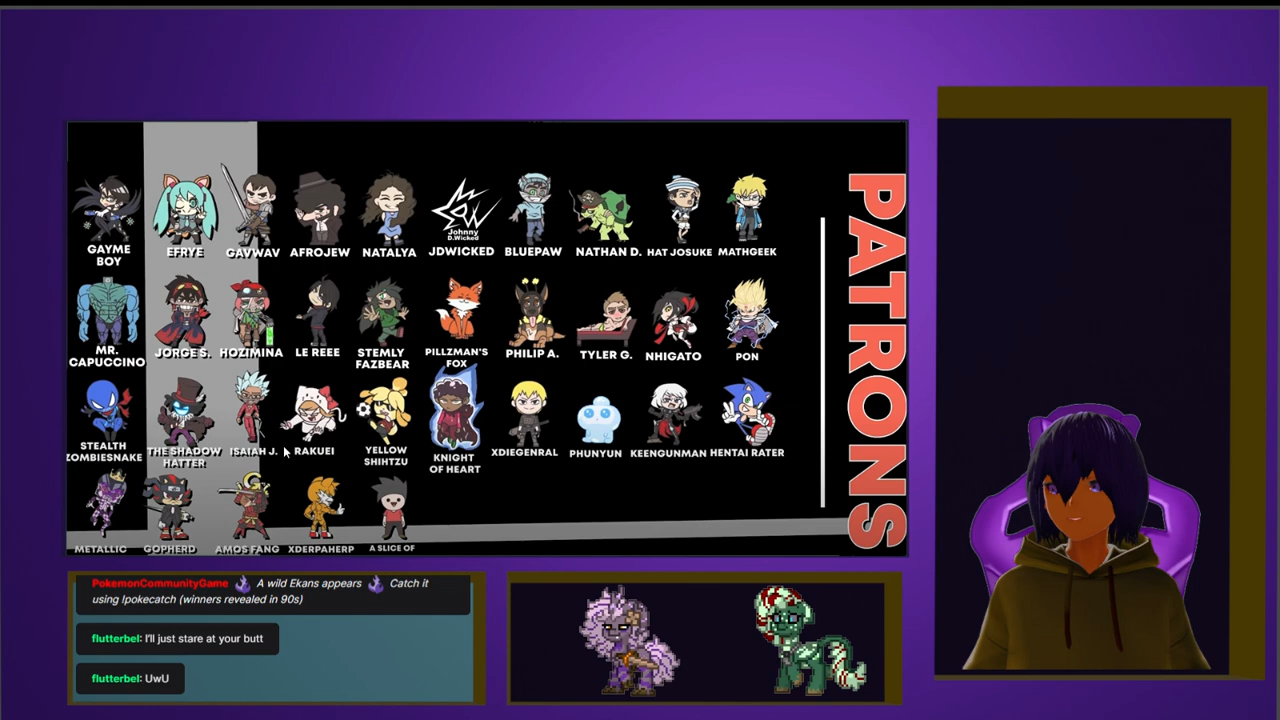 GAYME
BOY
EFRYE
GAVWAV
AFROJEW
NATALYA
Johnny
D.Wicked
JDWICKED
BLUEPAW
NATHAN D.
HAT JOSUKE
MATHGEEK
MR.
CAPUCCINO
JORGE S.
HOZIMINA
LE REEE
STEMLY
FAZBEAR
PILLZMAN'S
FOX
PHILIP A.
TYLER G.
NHIGATO
PON
STEALTH
ZOMBIESNAKE
THE SHADOW
HATTER
ISAIAH J.
RAKUEI
YELLOW
SHIHTZU
KNIGHT
OF HEART
XDIEGENRAL
PHUNYUN
KEENGUNMAN
HENTAI RATER
METALLIC
GOPHERD
AMOS FANG
XDERPAHERP
A SLICE OF
PATRONS
PokemonCommunityGame A wild Ekans appears Catch it
using !pokecatch (winners revealed in 90s)
flutterbel: I'll just stare at your butt
flutterbel: UwU